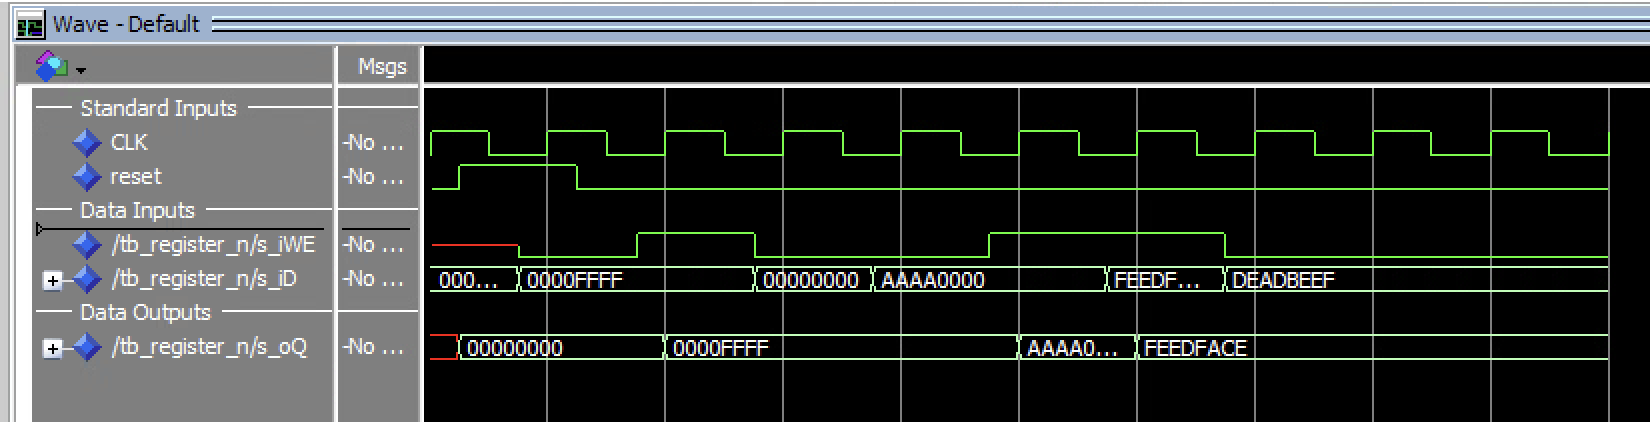 Wave - Default
Msgs
Standard Inputs
CLK -No ...
reset -No ...
Data Inputs
/tb_register_n/s_iWE -No ...
/tb_register_n/s_iD -No ... 000... 0000FFFF 00000000 AAAA0000 FEEDF... DEADBEEF
Data Outputs
/tb_register_n/s_oQ -No ... 00000000 0000FFFF AAAA0... FEEDFACE